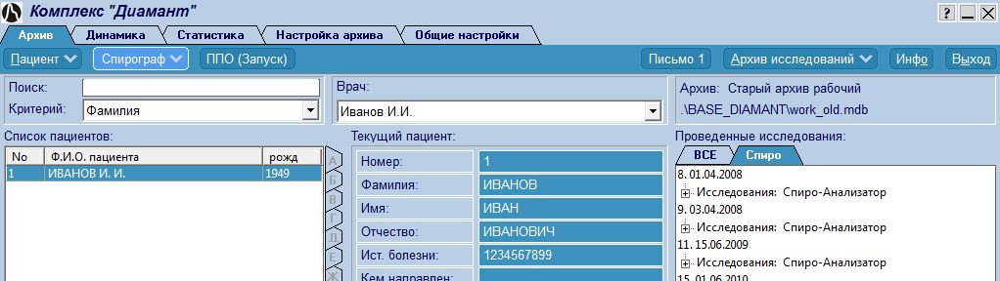 Комплекс "Диамант"
? _ X
Архив Динамика Статистика Настройка архива Общие настройки
Пациент Спирограф ППО (Запуск) Письмо 1 Архив исследований Инфо Выход
Поиск:
Критерий: Фамилия
Врач:
Иванов И.И.
Архив: Старый архив рабочий
.\BASE_DIAMANT\work_old.mdb
Список пациентов:
No Ф.И.О. пациента рожд
1 ИВАНОВ И. И. 1949
А
Б
В
Г
Д
Е
Ж
Текущий пациент:
Номер: 1
Фамилия: ИВАНОВ
Имя: ИВАН
Отчество: ИВАНОВИЧ
Ист. болезни: 1234567899
Кем направлен:
Проведенные исследования:
ВСЕ Спиро
8. 01.04.2008
Исследования: Спиро-Анализатор
9. 03.04.2008
Исследования: Спиро-Анализатор
11. 15.06.2009
Исследования: Спиро-Анализатор
15. 01.06.2010